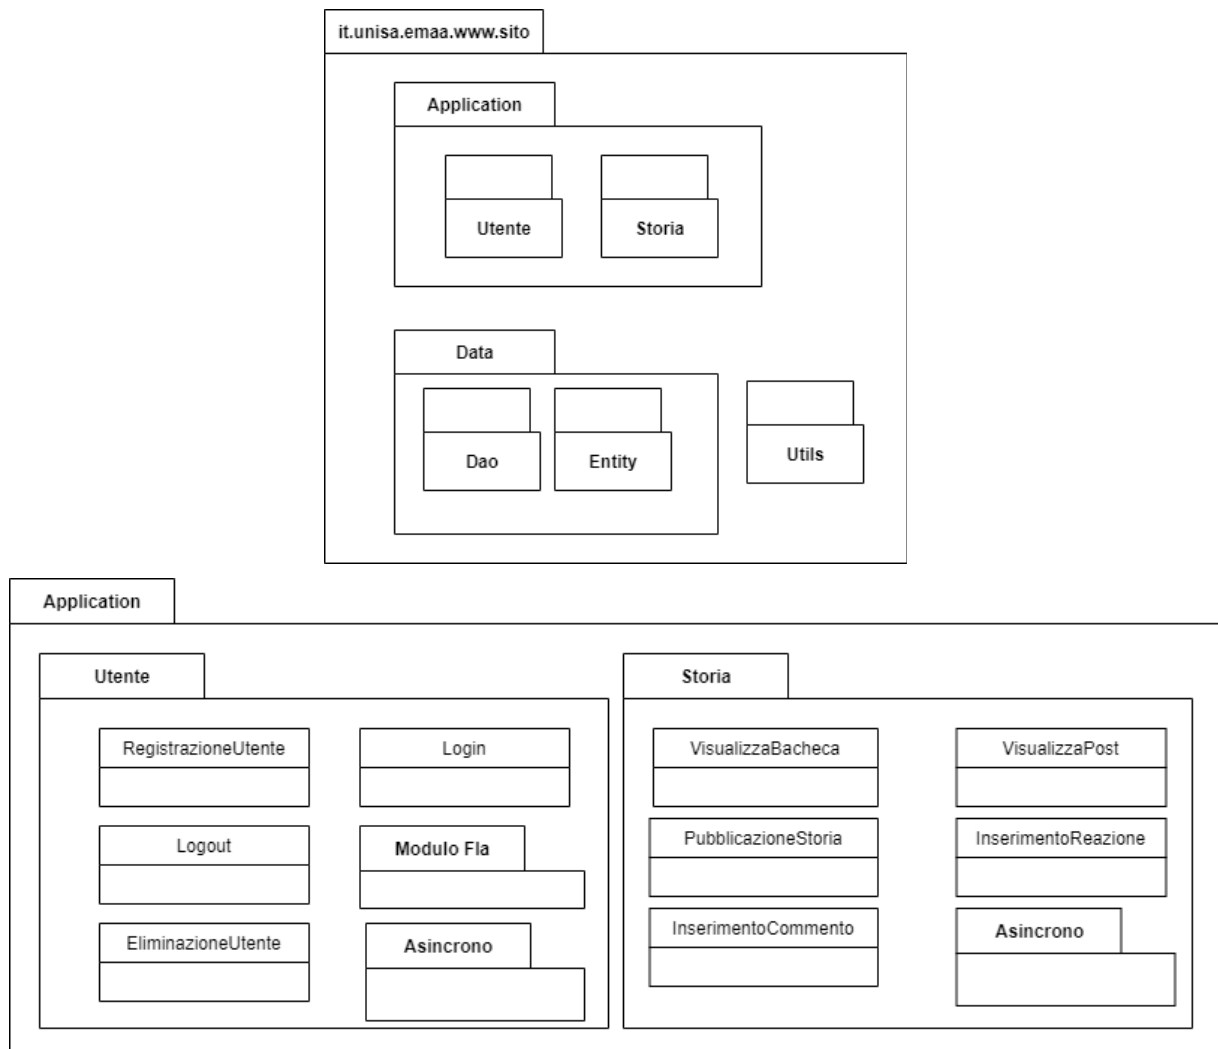 it.unisa.emaa.www.sito
Application
Utente
Storia
Data
Dao
Entity
Utils
Application
Utente
Storia
RegistrazioneUtente
Login
VisualizzaBacheca
VisualizzaPost
Logout
Modulo Fla
PubblicazioneStoria
InserimentoReazione
EliminazioneUtente
Asincrono
InserimentoCommento
Asincrono